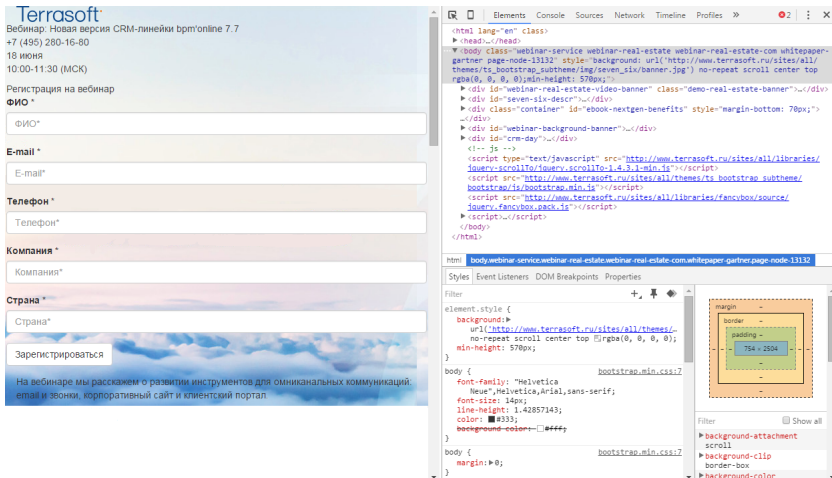 Terrasoft
Вебинар: Новая версия CRM-линейки bpm'online 7.7
+7 (495) 280-16-80
18 июня
10:00-11:30 (МСК)
Регистрация на вебинар
ФИО *
ФИО*
E-mail *
E-mail*
Телефон *
Телефон*
Компания *
Компания*
Страна *
Страна*
Зарегистрироваться
На вебинаре мы расскажем о развитии инструментов для омниканальных коммуникаций:
email и звонки, корпоративный сайт и клиентский портал.
Elements Console Sources Network Timeline Profiles » 2
<html lang="en" class>
<head>…</head>
<body class="webinar-service webinar-real-estate webinar-real-estate-com whitepaper-
gartner page-node-13132" style="background: url('http://www.terrasoft.ru/sites/all/
themes/ts_bootstrap_subtheme/img/seven_six/banner.jpg') no-repeat scroll center top
rgba(0, 0, 0, 0);min-height: 570px;">
<div id="webinar-real-estate-video-banner" class="demo-real-estate-banner">…</div>
<div id="seven-six-descr">…</div>
<div class="container" id="ebook-nextgen-benefits" style="margin-bottom: 70px;">
…</div>
<div id="webinar-background-banner">…</div>
<div id="crm-day">…</div>
<!-- js -->
<script type="text/javascript" src="http://www.terrasoft.ru/sites/all/libraries/
jquery-scrollTo/jquery.scrollTo-1.4.3.1-min.js"></script>
<script src="http://www.terrasoft.ru/sites/all/themes/ts_bootstrap_subtheme/
bootstrap/js/bootstrap.min.js"></script>
<script src="http://www.terrasoft.ru/sites/all/libraries/fancybox/source/
jquery.fancybox.pack.js"></script>
<script>…</script>
</body>
</html>
html body.webinar-service.webinar-real-estate.webinar-real-estate-com.whitepaper-gartner.page-node-13132
Styles Event Listeners DOM Breakpoints Properties
Filter
element.style {
background:
url('http://www.terrasoft.ru/sites/all/themes/…
no-repeat scroll center top rgba(0, 0, 0, 0);
min-height: 570px;
}
body { bootstrap.min.css:7
font-family: "Helvetica
Neue",Helvetica,Arial,sans-serif;
font-size: 14px;
line-height: 1.42857143;
color: #333;
background-color: #fff;
}
body { bootstrap.min.css:7
margin: 0;
}
margin –
border –
padding –
754 × 2504
Filter Show all
background-attachment
scroll
background-clip
border-box
background-color